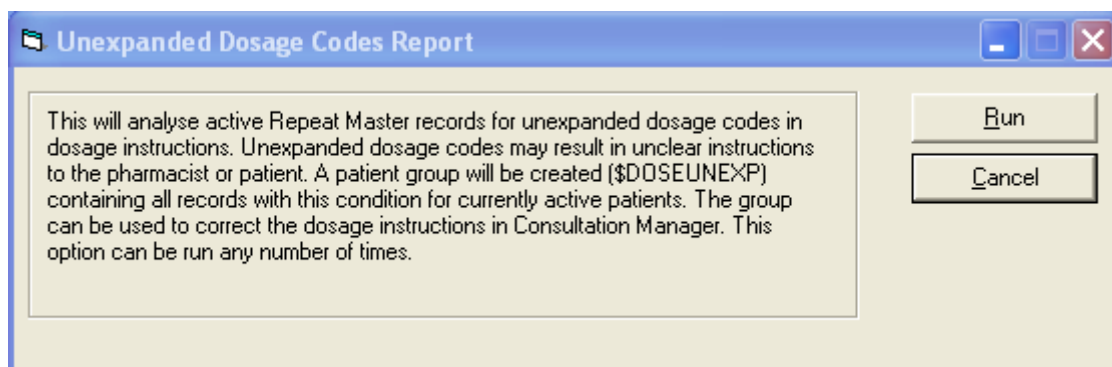 Unexpanded Dosage Codes Report
This will analyse active Repeat Master records for unexpanded dosage codes in
dosage instructions. Unexpanded dosage codes may result in unclear instructions
to the pharmacist or patient. A patient group will be created ($DOSEUNEXP)
containing all records with this condition for currently active patients. The group
can be used to correct the dosage instructions in Consultation Manager. This
option can be run any number of times.
Run
Cancel